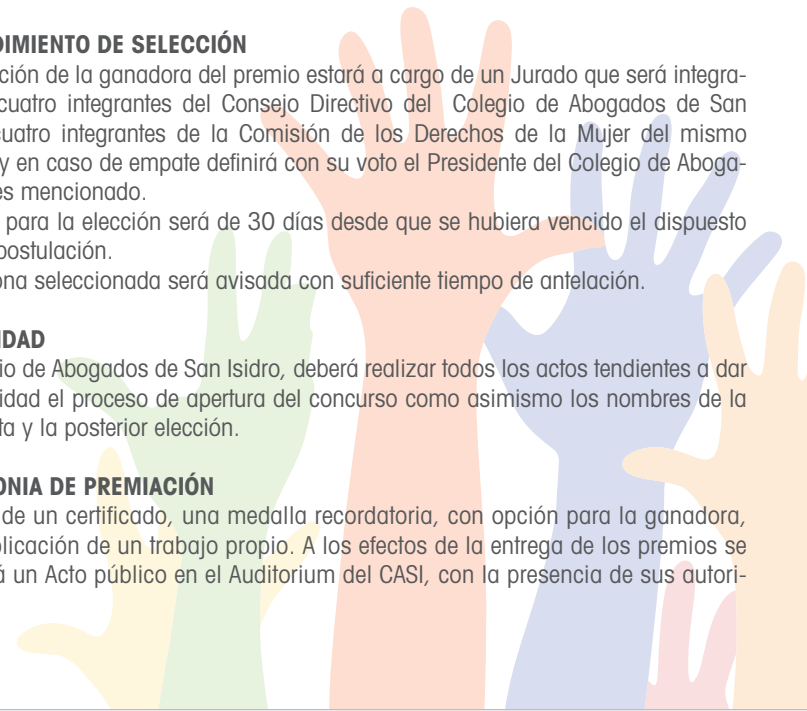 DIMIENTO DE SELECCIÓN
ción de la ganadora del premio estará a cargo de un Jurado que será integra-
cuatro integrantes del Consejo Directivo del Colegio de Abogados de San
cuatro integrantes de la Comisión de los Derechos de la Mujer del mismo
y en caso de empate definirá con su voto el Presidente del Colegio de Aboga-
es mencionado.
para la elección será de 30 días desde que se hubiera vencido el dispuesto
postulación.
ona seleccionada será avisada con suficiente tiempo de antelación.
IDAD
io de Abogados de San Isidro, deberá realizar todos los actos tendientes a dar
idad el proceso de apertura del concurso como asimismo los nombres de la
ta y la posterior elección.
ONIA DE PREMIACIÓN
de un certificado, una medalla recordatoria, con opción para la ganadora,
blicación de un trabajo propio. A los efectos de la entrega de los premios se
á un Acto público en el Auditorium del CASI, con la presencia de sus autori-